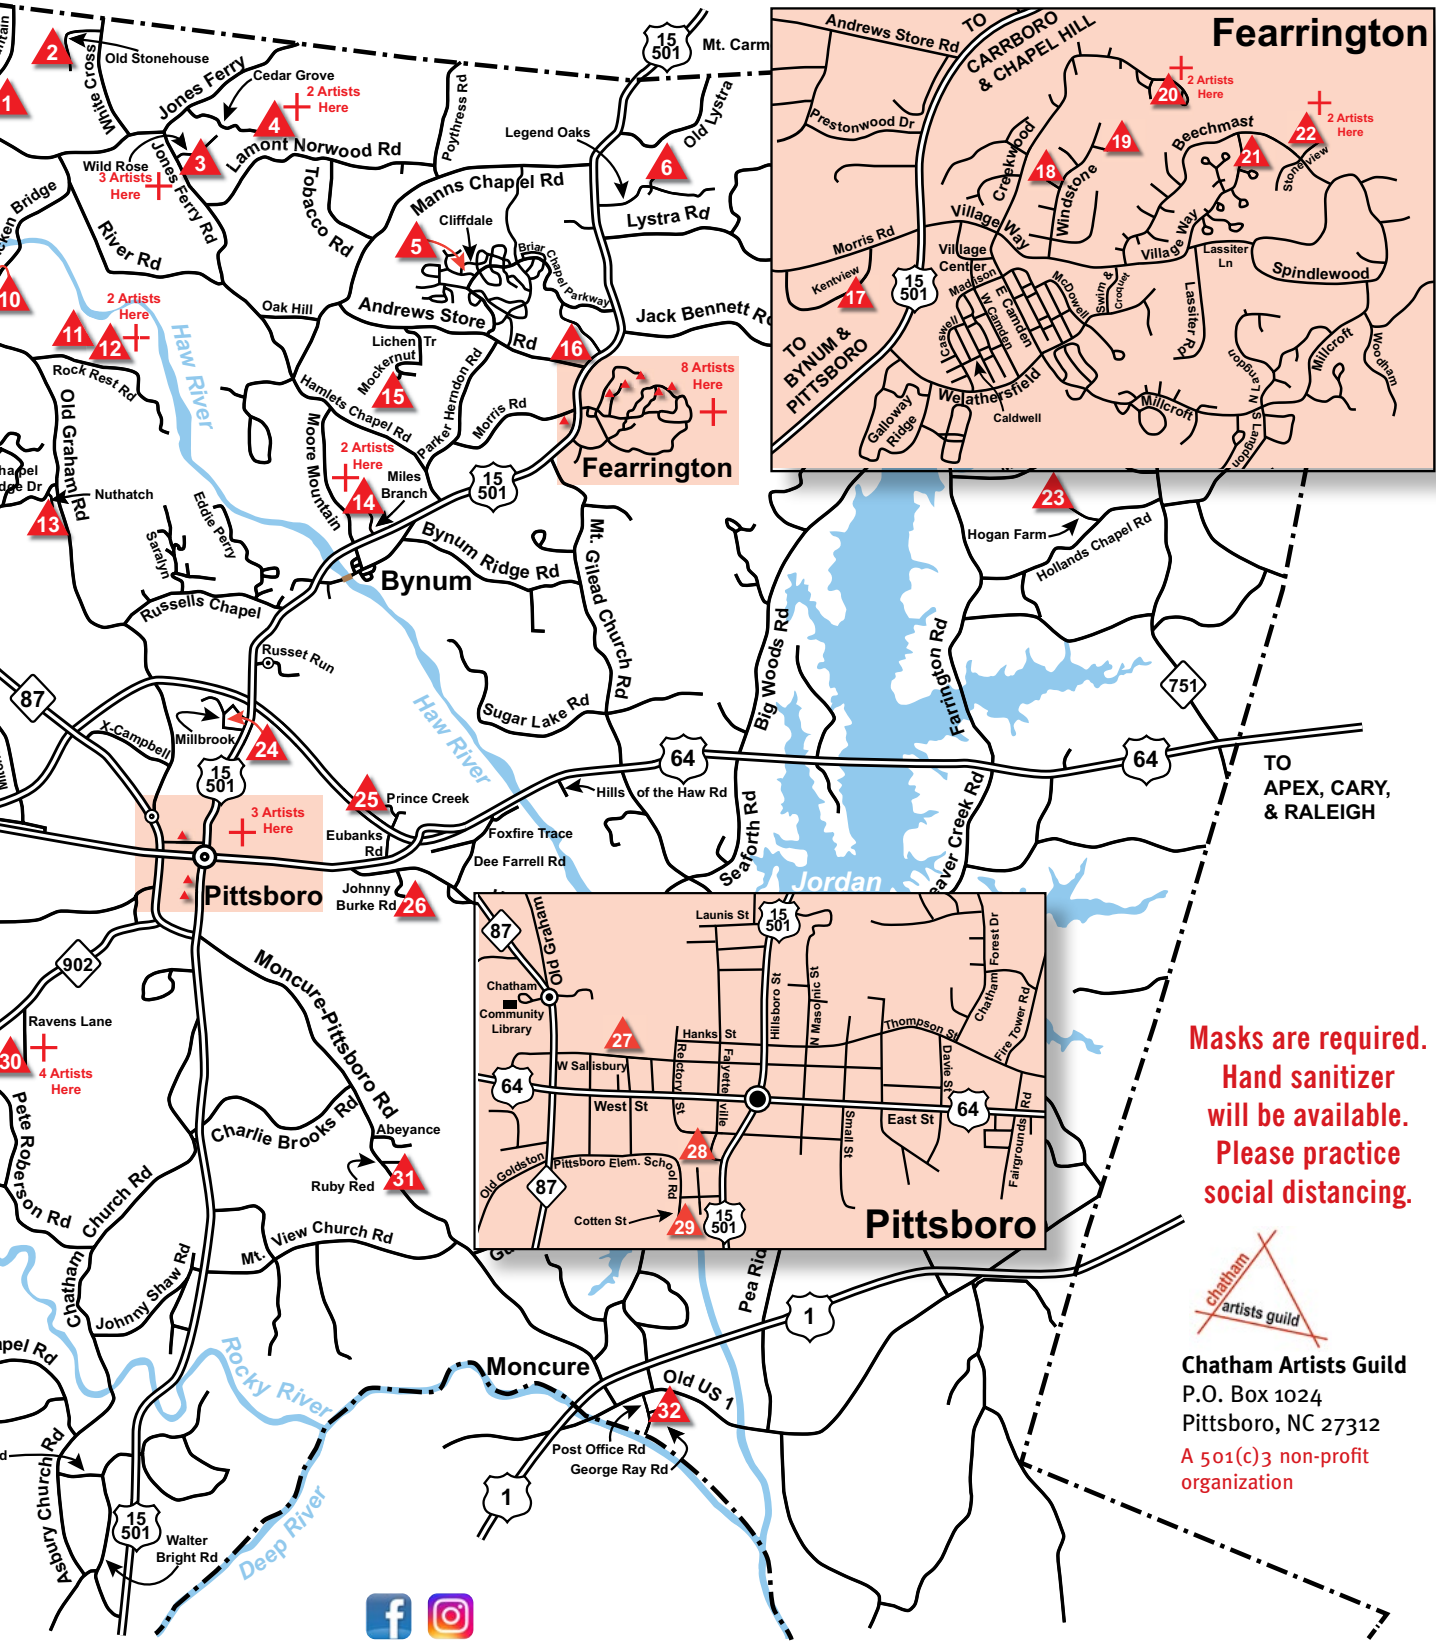 Fearrington
Andrews Store Rd
TO
CARRBORO
& CHAPEL HILL
Prestonwood Dr
20
2 Artists
Here
19
22
2 Artists
Here
Beechmast
21
Stoneview
Creekwood
18
Windstone
Village Way
Morris Rd
Village
Center
Kentview
17
15
501
Madison
E Camden
W Camden
McDowell
Swim &
Croquet
Village Way
Lassiter
Ln
Lassiter Rd
Spindlewood
Caswell
TO
BYNUM &
PITTSBORO
Weathersfield
Caldwell
Galloway
Ridge
Millcroft
Langdon
N
S Langdon
Millcroft
Woodham
2
Old Stonehouse
White Cross
1
Jones Ferry
Cedar Grove
2 Artists
Here
4
Wild Rose
3
3 Artists
Here
Jones Ferry Rd
Lamont Norwood Rd
Poythress Rd
15
501
Mt. Carm
Old Lystra
Legend Oaks
6
Lystra Rd
Manns Chapel Rd
Tobacco Rd
River Rd
Cliffdale
5
Briar Chapel Parkway
Oak Hill
Andrews Store Rd
Jack Bennett Rd
10
2 Artists
Here
11
12
Rock Rest Rd
Haw River
Lichen Tr
Mockernut
15
16
8 Artists
Here
Fearrington
Hamlets Chapel Rd
Parker Herndon Rd
Morris Rd
Moore Mountain
2 Artists
Here
14
Miles
Branch
15
501
Old Graham Rd
hapel
dge Dr
Nuthatch
13
Saralyn
Eddie Perry
Bynum
Bynum Ridge Rd
Mt. Gilead Church Rd
23
Hogan Farm
Hollands Chapel Rd
Russells Chapel
Russet Run
87
X-Campbell
Millbrook
24
15
501
Haw River
Sugar Lake Rd
Big Woods Rd
Farrington Rd
751
64
64
TO
APEX, CARY,
& RALEIGH
25
Prince Creek
Hills of the Haw Rd
Eubanks
Rd
Foxfire Trace
Dee Farrell Rd
Seaforth Rd
eaver Creek Rd
3 Artists
Here
Pittsboro
Johnny
Burke Rd
26
Jordan
902
Ravens Lane
30
4 Artists
Here
Pete Roberson Rd
Moncure-Pittsboro Rd
Charlie Brooks Rd
Abeyance
Ruby Red
31
Chatham Church Rd
Mt. View Church Rd
Johnny Shaw Rd
87
Old Graham
Launis St
15
501
Chatham
Community
Library
27
Hanks St
W Salisbury
Hillsboro St
N Masonic St
Thompson St
Chatham Forest Dr
Fire Tower Rd
64
West St
Rectory St
Fayetteville
Davie St
64
East St
Small St
Fairgrounds Rd
28
Old Goldston
Pittsboro Elem. School Rd
87
Cotten St
29
15
501
Pittsboro
Masks are required.
Hand sanitizer
will be available.
Please practice
social distancing.
chatham
artists guild
Chatham Artists Guild
P.O. Box 1024
Pittsboro, NC 27312
A 501(c)3 non-profit
organization
Pea Rid
1
Moncure
Old US 1
32
Post Office Rd
George Ray Rd
1
Rocky River
Deep River
pel Rd
Asbury Church Rd
15
501
Walter
Bright Rd